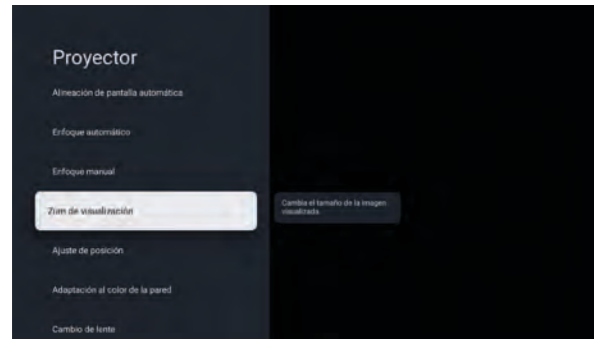 Proyector
Alineación de pantalla automática
Enfoque automático
Enfoque manual
Zum de visualización
Cambia el tamaño de la imagen
visualizada.
Ajuste de posición
Adaptación al color de la pared
Cambio de lente